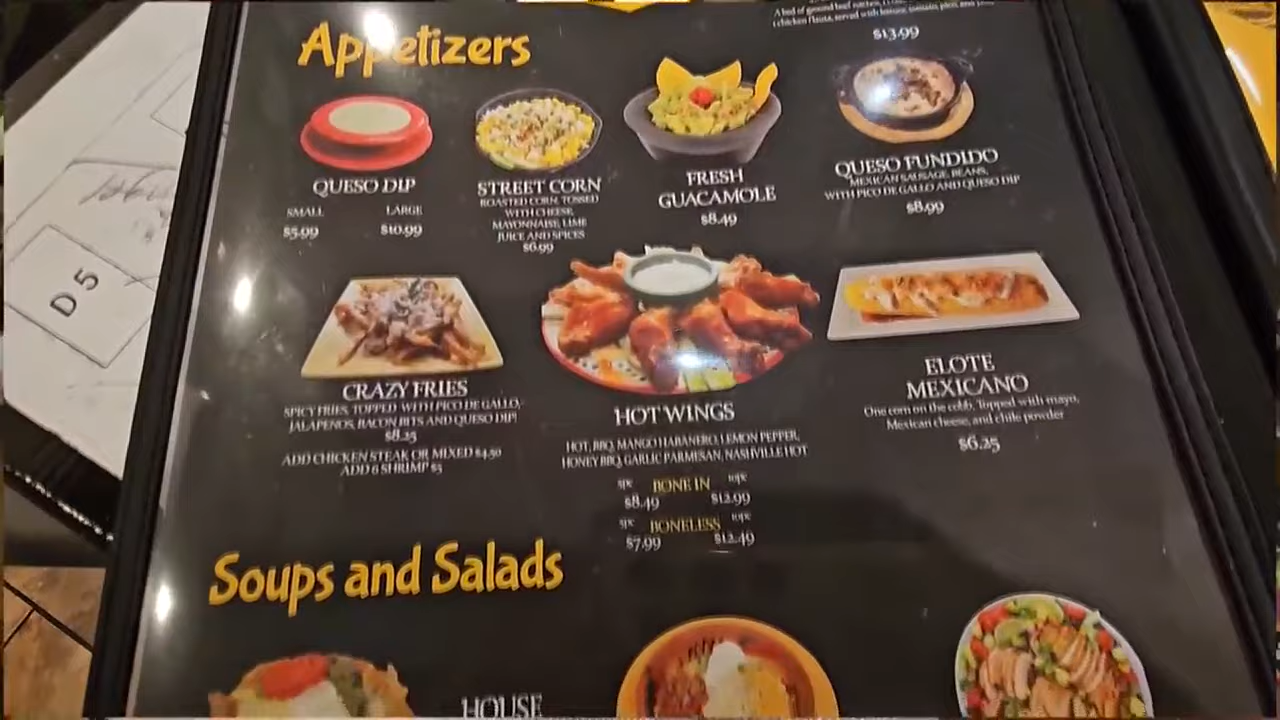 $13.99
Appetizers
QUESO DIP
SMALL LARGE
$5.99 $10.99
STREET CORN
ROASTED CORN, TOSSED
WITH CHEESE,
MAYONNAISE, LIME
JUICE AND SPICES
$6.99
FRESH
GUACAMOLE
$8.49
QUESO FUNDIDO
MEXICAN SAUSAGE, BEANS,
WITH PICO DE GALLO AND QUESO DIP
$8.99
CRAZY FRIES
SPICY FRIES, TOPPED WITH PICO DE GALLO,
JALAPENOS, BACON BITS AND QUESO DIP!
$8.25
ADD CHICKEN STEAK OR MIXED $4.50
ADD 6 SHRIMP $5
HOT WINGS
HOT, BBQ, MANGO HABANERO, LEMON PEPPER,
HONEY BBQ, GARLIC PARMESAN, NASHVILLE HOT
5pc BONE IN 10pc
$8.49 $12.99
5pc BONELESS 10pc
$7.99 $12.49
ELOTE
MEXICANO
One corn on the cobb, Topped with mayo,
Mexican cheese, and chile powder
$6.25
Soups and Salads
HOUSE
D 5